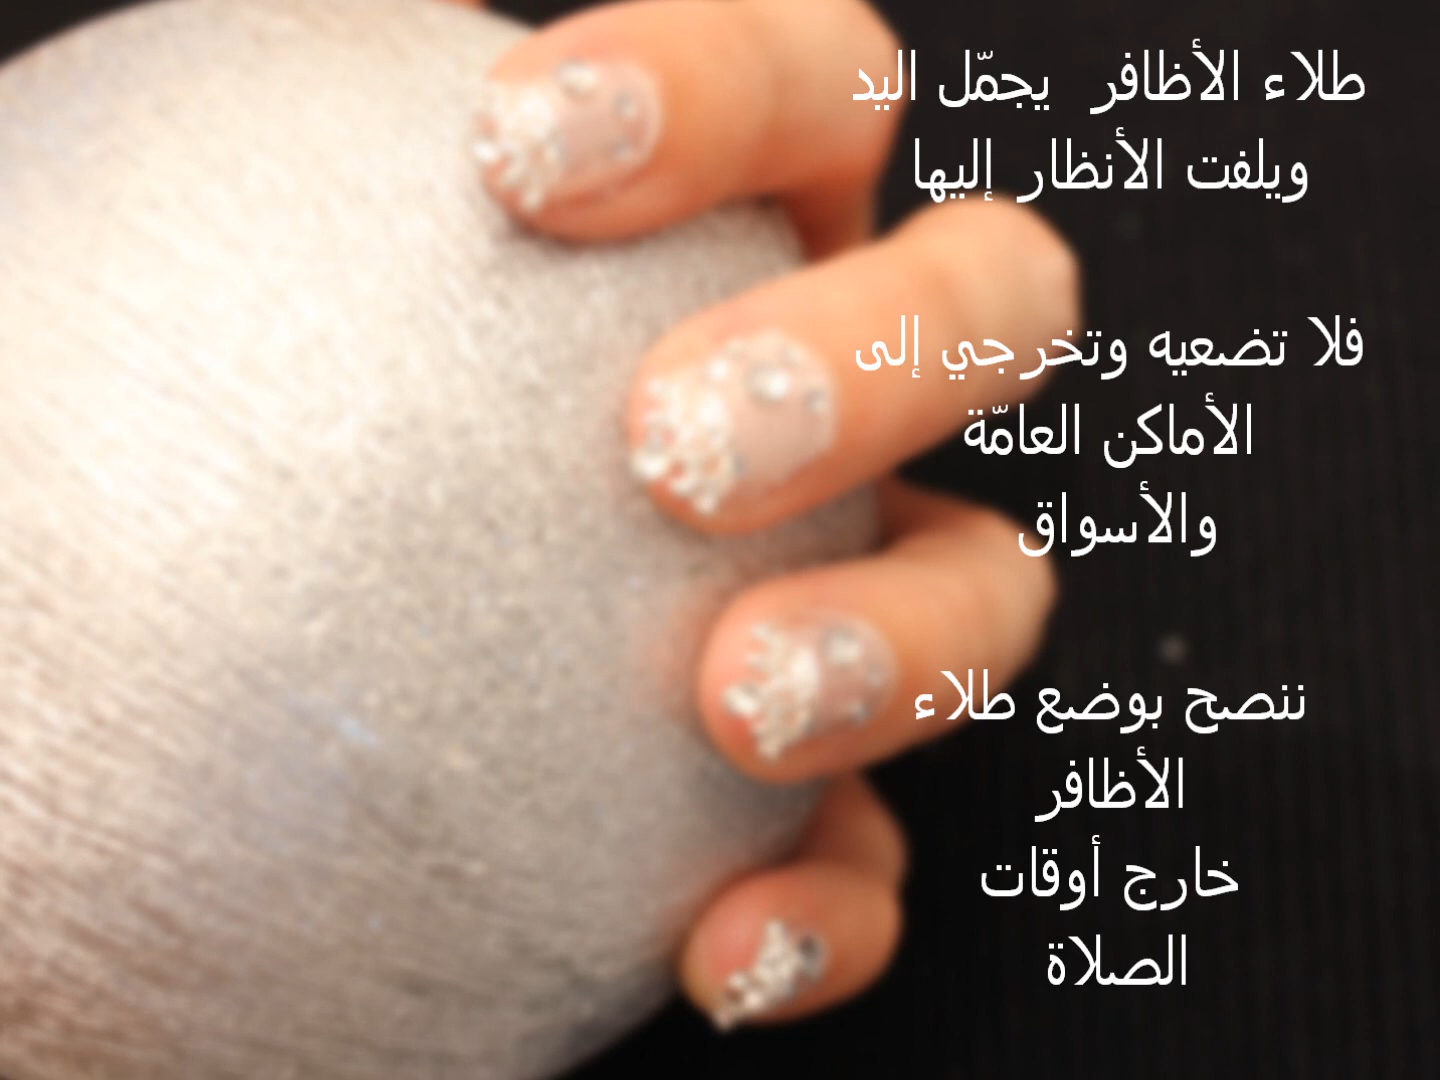 طلاء الأظافر يجمّل اليد
ويلفت الأنظار إليها
فلا تضعيه وتخرجي إلى
الأماكن العامّة
والأسواق
ننصح بوضع طلاء
الأظافر
خارج أوقات
الصلاة